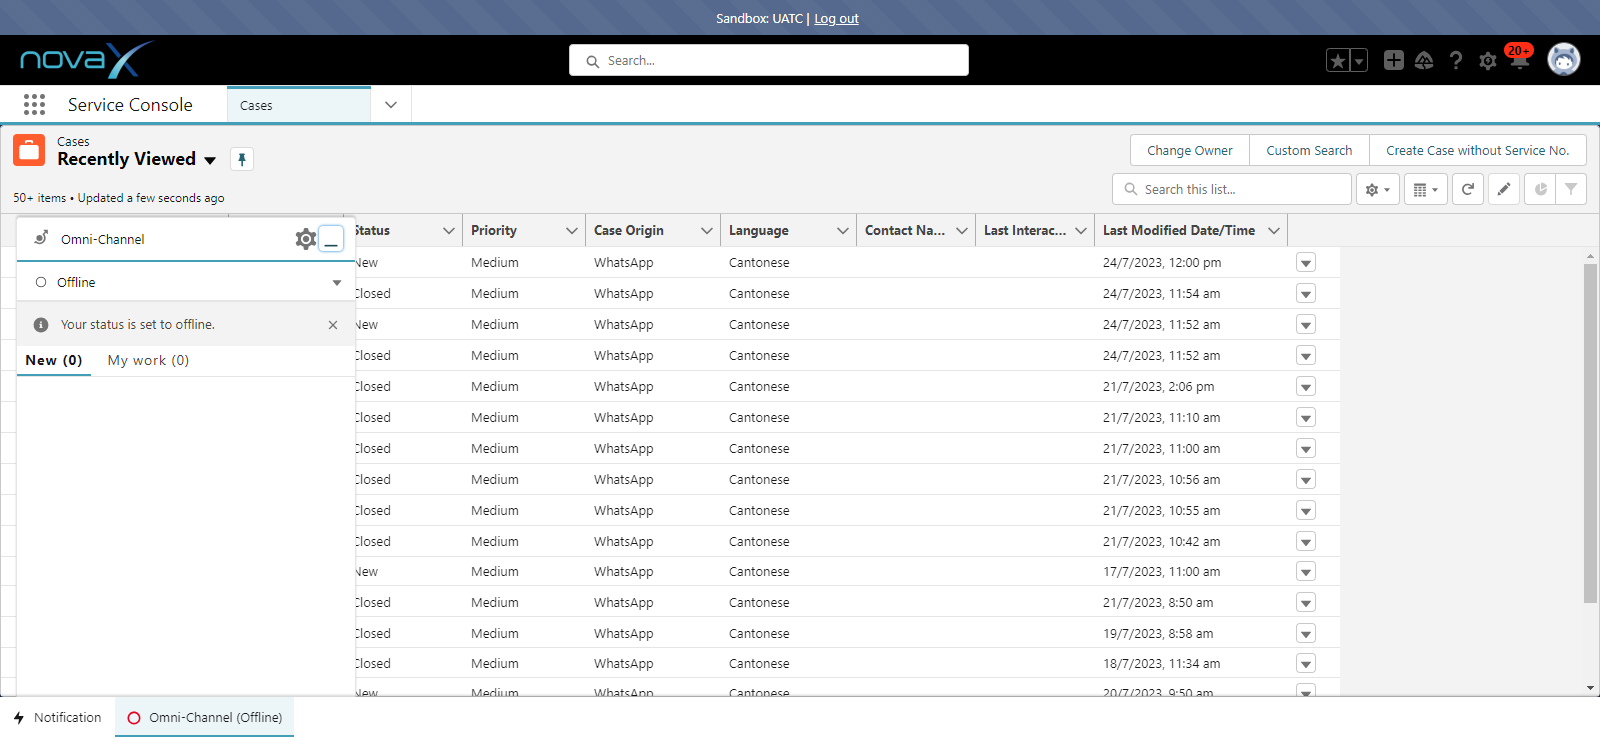 Sandbox: UATC | Log out
novaX
Search...
20+
Service Console
Cases
Cases
Recently Viewed
Change Owner
Custom Search
Create Case without Service No.
50+ items • Updated a few seconds ago
Search this list...
Status Priority Case Origin Language Contact Na... Last Interac... Last Modified Date/Time
Omni-Channel
Offline
Your status is set to offline.
New (0) My work (0)
New Medium WhatsApp Cantonese 24/7/2023, 12:00 pm
Closed Medium WhatsApp Cantonese 24/7/2023, 11:54 am
New Medium WhatsApp Cantonese 24/7/2023, 11:52 am
Closed Medium WhatsApp Cantonese 24/7/2023, 11:52 am
Closed Medium WhatsApp Cantonese 21/7/2023, 2:06 pm
Closed Medium WhatsApp Cantonese 21/7/2023, 11:10 am
Closed Medium WhatsApp Cantonese 21/7/2023, 11:00 am
Closed Medium WhatsApp Cantonese 21/7/2023, 10:56 am
Closed Medium WhatsApp Cantonese 21/7/2023, 10:55 am
Closed Medium WhatsApp Cantonese 21/7/2023, 10:42 am
New Medium WhatsApp Cantonese 17/7/2023, 11:00 am
Closed Medium WhatsApp Cantonese 21/7/2023, 8:50 am
Closed Medium WhatsApp Cantonese 19/7/2023, 8:58 am
Closed Medium WhatsApp Cantonese 18/7/2023, 11:34 am
New Medium WhatsApp Cantonese 20/7/2023, 9:50 am
Notification
Omni-Channel (Offline)